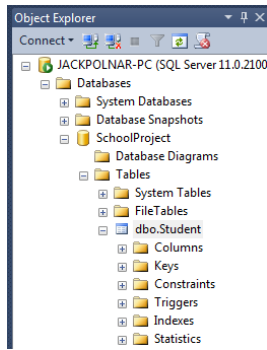 Object Explorer
Connect
JACKPOLNAR-PC (SQL Server 11.0.2100
Databases
System Databases
Database Snapshots
SchoolProject
Database Diagrams
Tables
System Tables
FileTables
dbo.Student
Columns
Keys
Constraints
Triggers
Indexes
Statistics